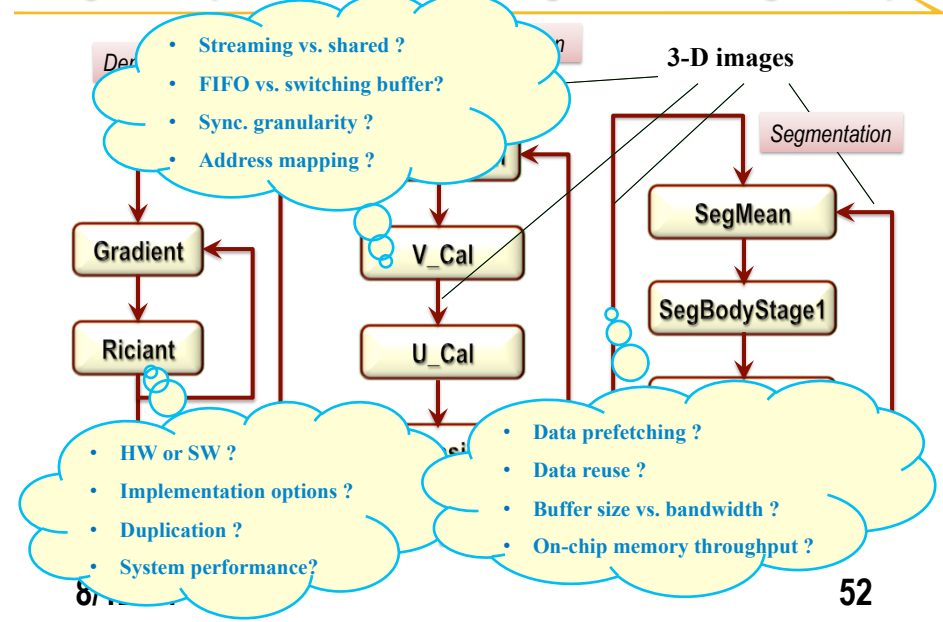 • Streaming vs. shared ?
• FIFO vs. switching buffer?
• Sync. granularity ?
• Address mapping ?
3-D images
Segmentation
Gradient
Riciant
V_Cal
U_Cal
SegMean
SegBodyStage1
• HW or SW ?
• Implementation options ?
• Duplication ?
• System performance?
• Data prefetching ?
• Data reuse ?
• Buffer size vs. bandwidth ?
• On-chip memory throughput ?
52